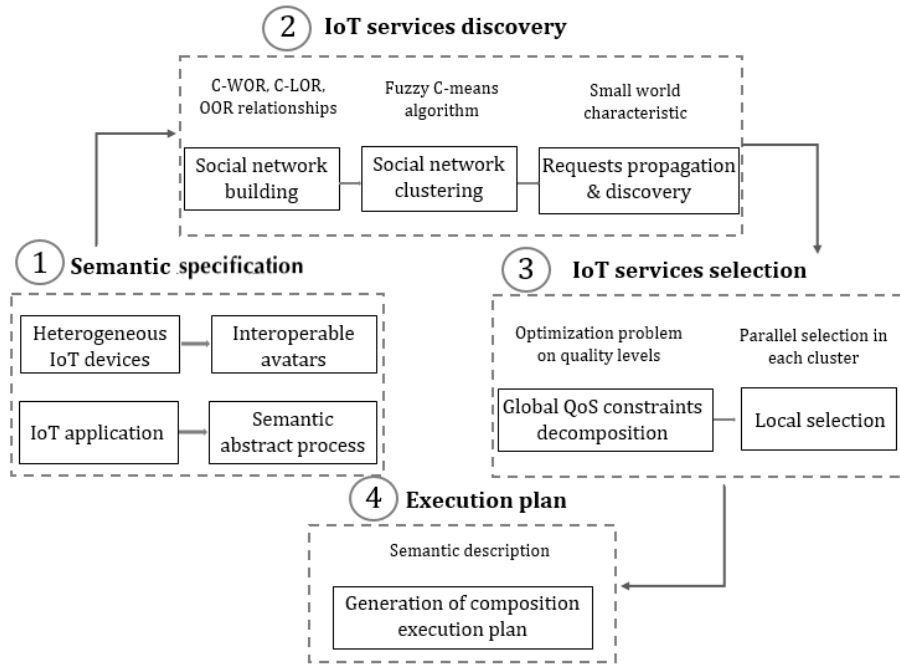 2 IoT services discovery
C-WOR, C-LOR,
OOR relationships
Fuzzy C-means
algorithm
Small world
characteristic
Social network
building
Social network
clustering
Requests propagation
& discovery
1 Semantic specification
Heterogeneous
IoT devices
Interoperable
avatars
IoT application
Semantic
abstract process
3 IoT services selection
Optimization problem
on quality levels
Parallel selection in
each cluster
Global QoS constraints
decomposition
Local selection
4 Execution plan
Semantic description
Generation of composition
execution plan